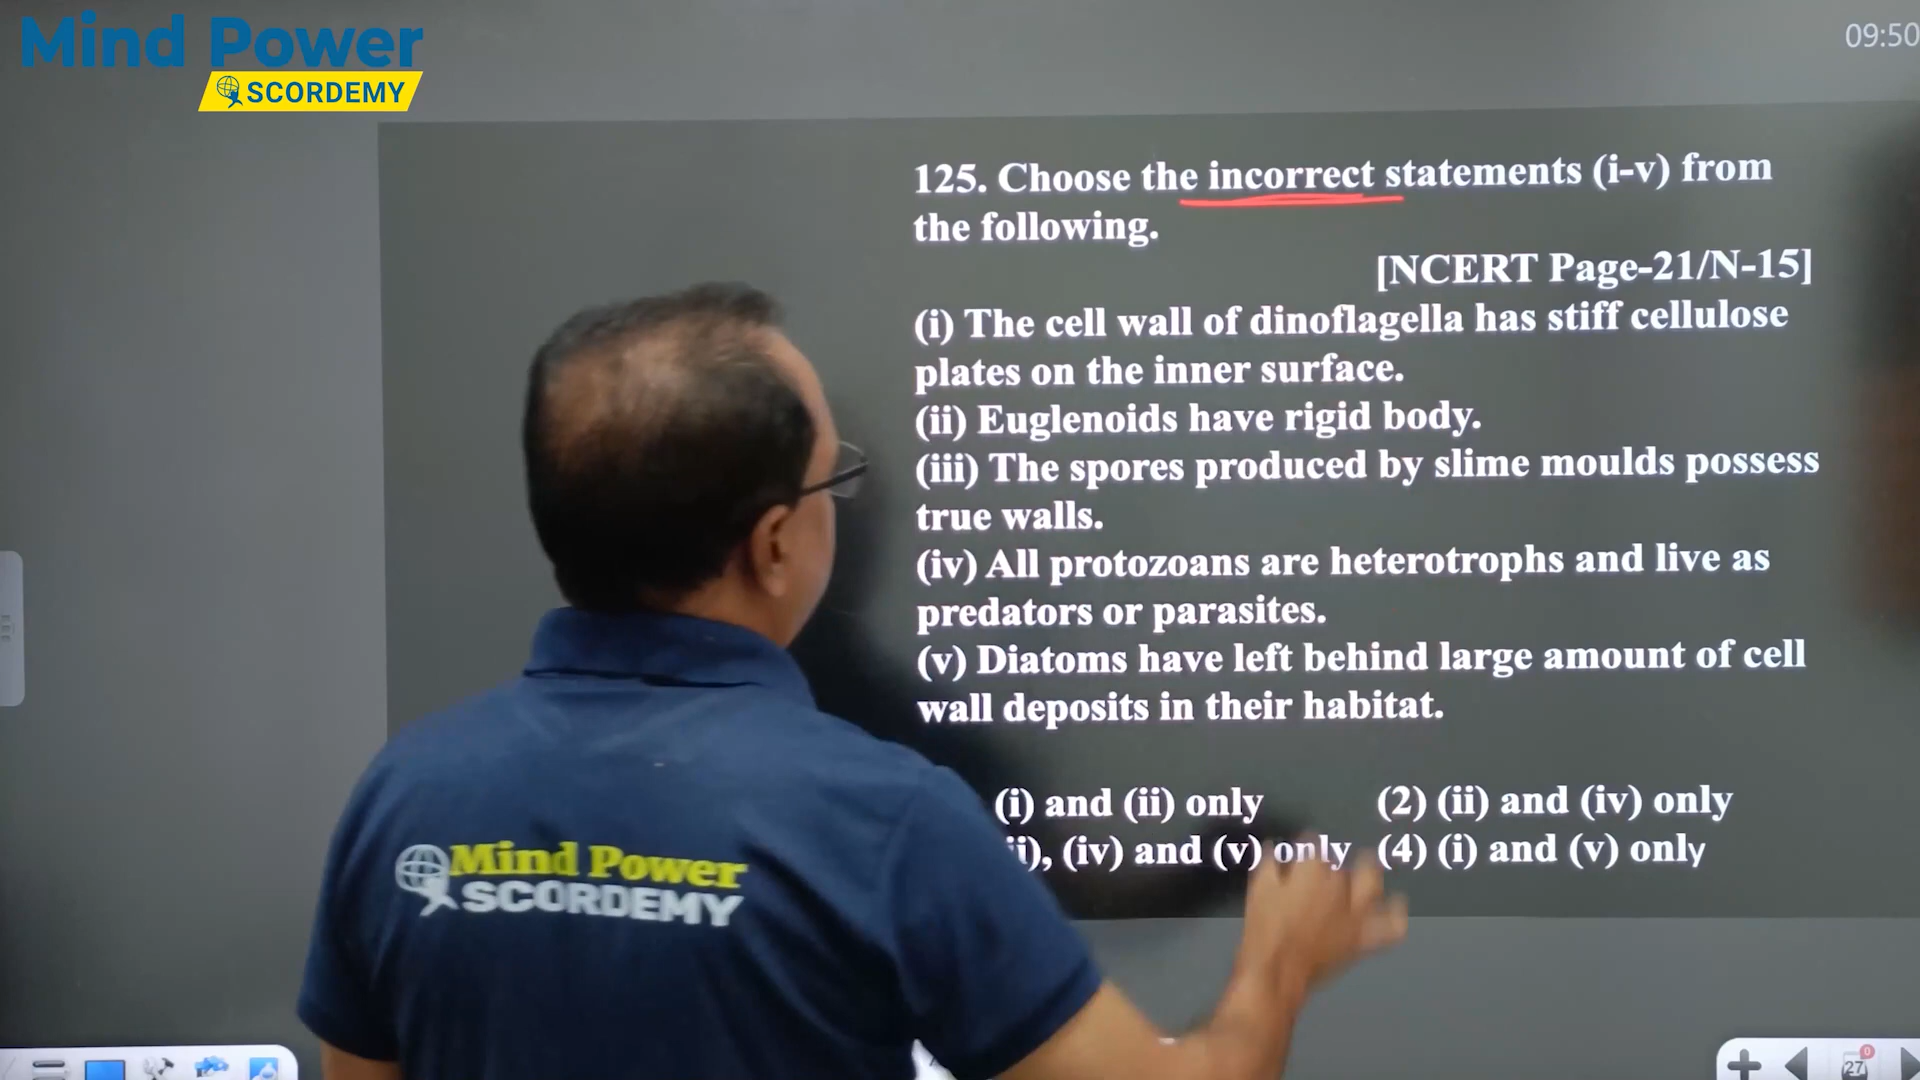 Mind Power
SCORDEMY
09:50
125. Choose the incorrect statements (i-v) from
the following.
[NCERT Page-21/N-15]
(i) The cell wall of dinoflagella has stiff cellulose
plates on the inner surface.
(ii) Euglenoids have rigid body.
(iii) The spores produced by slime moulds possess
true walls.
(iv) All protozoans are heterotrophs and live as
predators or parasites.
(v) Diatoms have left behind large amount of cell
wall deposits in their habitat.
(i) and (ii) only (2) (ii) and (iv) only
(iv) and (v) only (4) (i) and (v) only
Mind Power
SCORDEMY
27
0